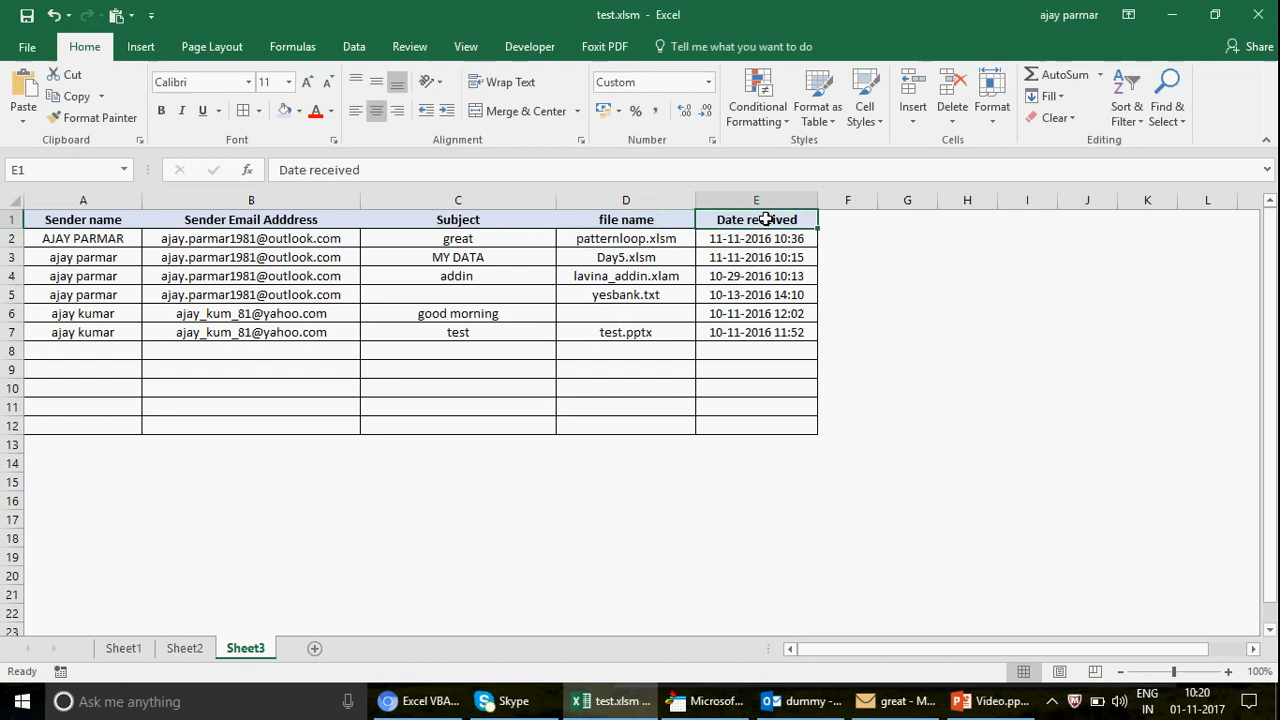 test.xlsm - Excel
ajay parmar
File Home Insert Page Layout Formulas Data Review View Developer Foxit PDF Tell me what you want to do Share
Paste
Cut
Copy
Format Painter
Clipboard
Calibri 11
B I U
Font
Wrap Text
Merge & Center
Alignment
Custom
Number
Conditional Formatting
Format as Table
Cell Styles
Styles
Insert Delete Format
Cells
AutoSum
Fill
Clear
Sort & Filter
Find & Select
Editing
E1 Date received
A B C D E F G H I J K L
1 Sender name Sender Email Adddress Subject file name Date received
2 AJAY PARMAR ajay.parmar1981@outlook.com great patternloop.xlsm 11-11-2016 10:36
3 ajay parmar ajay.parmar1981@outlook.com MY DATA Day5.xlsm 11-11-2016 10:15
4 ajay parmar ajay.parmar1981@outlook.com addin lavina_addin.xlam 10-29-2016 10:13
5 ajay parmar ajay.parmar1981@outlook.com yesbank.txt 10-13-2016 14:10
6 ajay kumar ajay_kum_81@yahoo.com good morning 10-11-2016 12:02
7 ajay kumar ajay_kum_81@yahoo.com test test.pptx 10-11-2016 11:52
8
9
10
11
12
13
14
15
16
17
18
19
20
21
22
23
Sheet1 Sheet2 Sheet3
Ready 100%
Ask me anything Excel VBA... Skype test.xlsm ... Microsof... dummy -... great - M... Video.pp... ENG 10:20
IN 01-11-2017